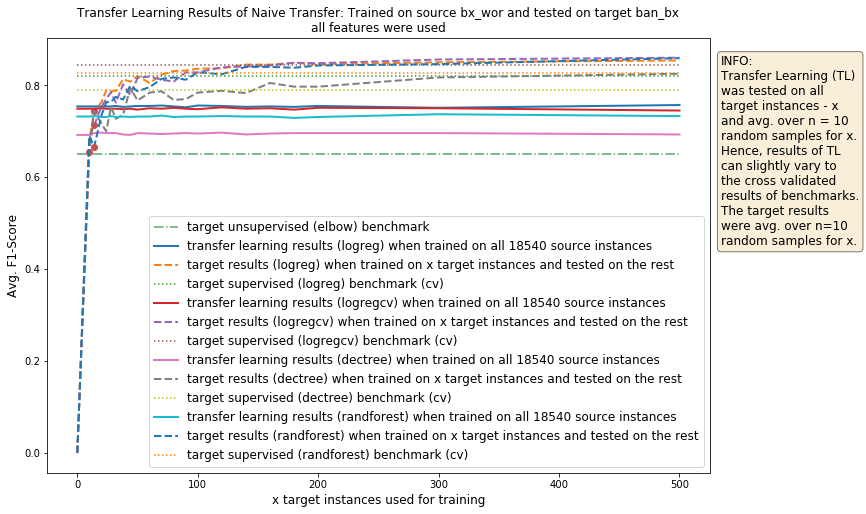 Transfer Learning Results of Naive Transfer: Trained on source bx_wor and tested on target ban_bx
all features were used
Avg. F1-Score
0.8
0.6
0.4
0.2
0.0
target unsupervised (elbow) benchmark
transfer learning results (logreg) when trained on all 18540 source instances
target results (logreg) when trained on x target instances and tested on the rest
target supervised (logreg) benchmark (cv)
transfer learning results (logregcv) when trained on all 18540 source instances
target results (logregcv) when trained on x target instances and tested on the rest
target supervised (logregcv) benchmark (cv)
transfer learning results (dectree) when trained on all 18540 source instances
target results (dectree) when trained on x target instances and tested on the rest
target supervised (dectree) benchmark (cv)
transfer learning results (randforest) when trained on all 18540 source instances
target results (randforest) when trained on x target instances and tested on the rest
target supervised (randforest) benchmark (cv)
0 100 200 300 400 500
x target instances used for training
INFO:
Transfer Learning (TL)
was tested on all
target instances - x
and avg. over n = 10
random samples for x.
Hence, results of TL
can slightly vary to
the cross validated
results of benchmarks.
The target results
were avg. over n=10
random samples for x.